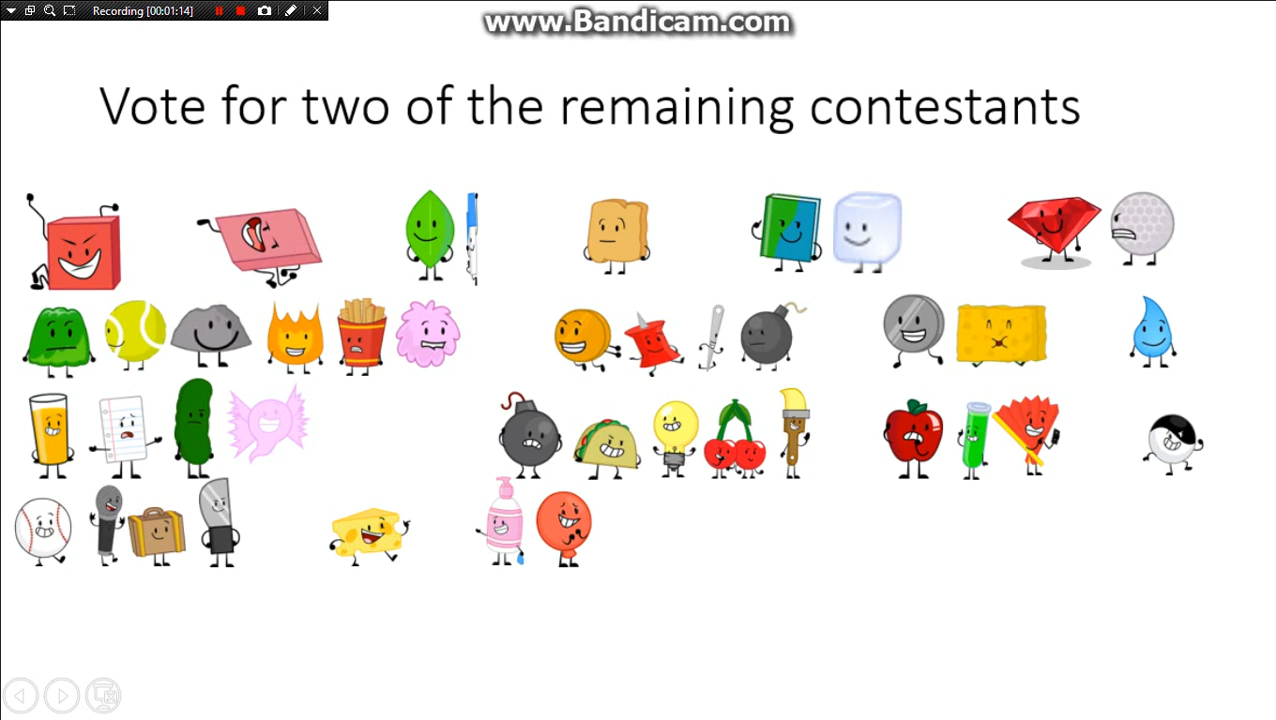 Recording [00:01:14]
www.Bandicam.com
Vote for two of the remaining contestants